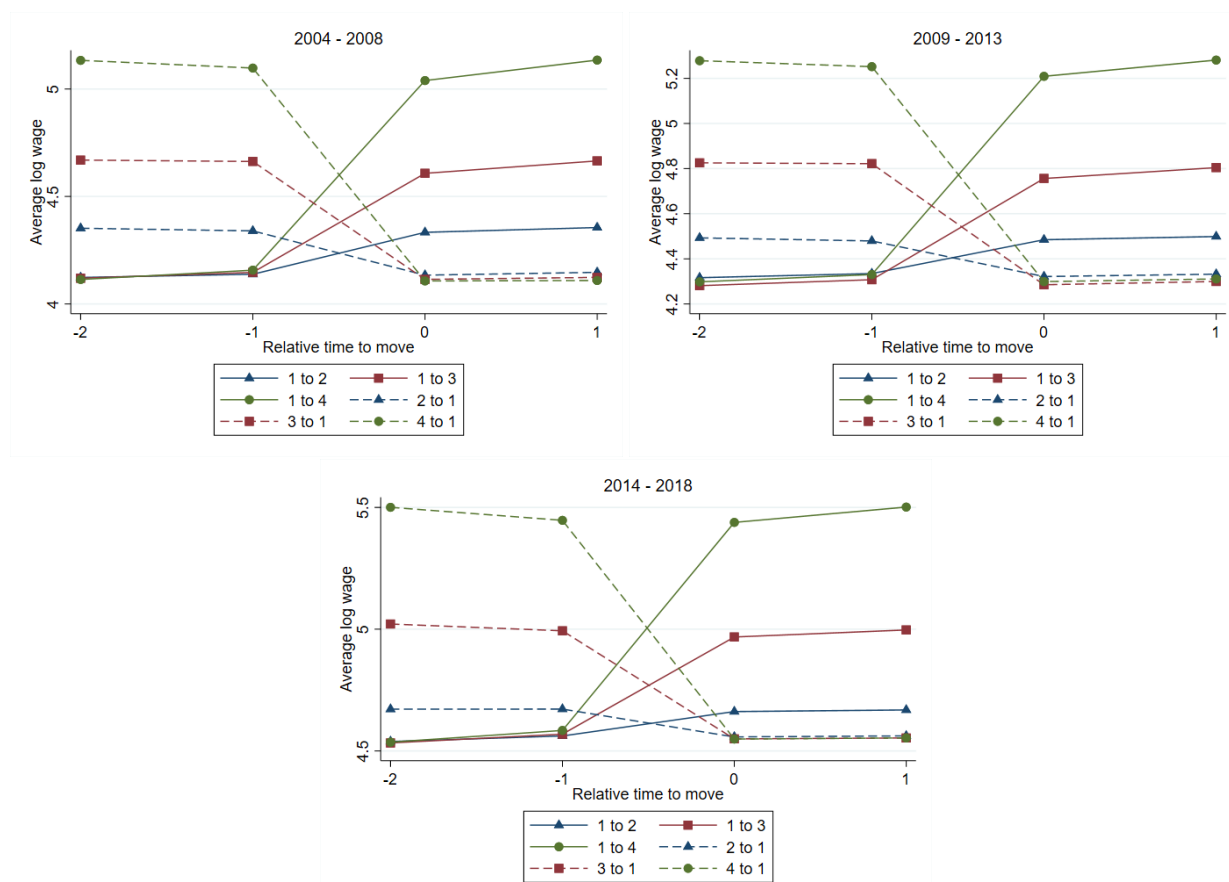 2004 - 2008
Average log wage
5
4.5
4
-2 -1 0 1
Relative time to move
1 to 2 1 to 3
1 to 4 2 to 1
3 to 1 4 to 1
2009 - 2013
Average log wage
5.2
5
4.8
4.6
4.4
4.2
-2 -1 0 1
Relative time to move
1 to 2 1 to 3
1 to 4 2 to 1
3 to 1 4 to 1
2014 - 2018
Average log wage
5.5
5
4.5
-2 -1 0 1
Relative time to move
1 to 2 1 to 3
1 to 4 2 to 1
3 to 1 4 to 1